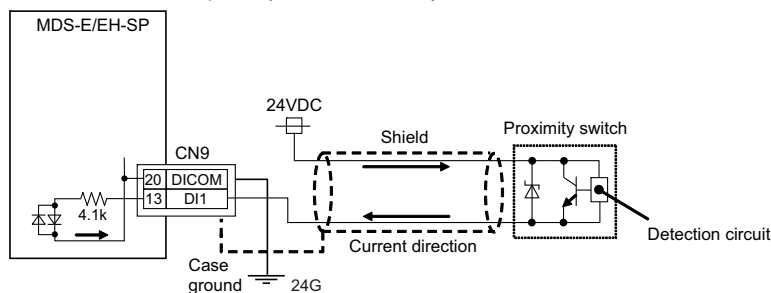 MDS-E/EH-SP
24VDC
Shield
Proximity switch
CN9
20 DICOM
13 DI1
4.1k
Current direction
Detection circuit
Case
ground
24G